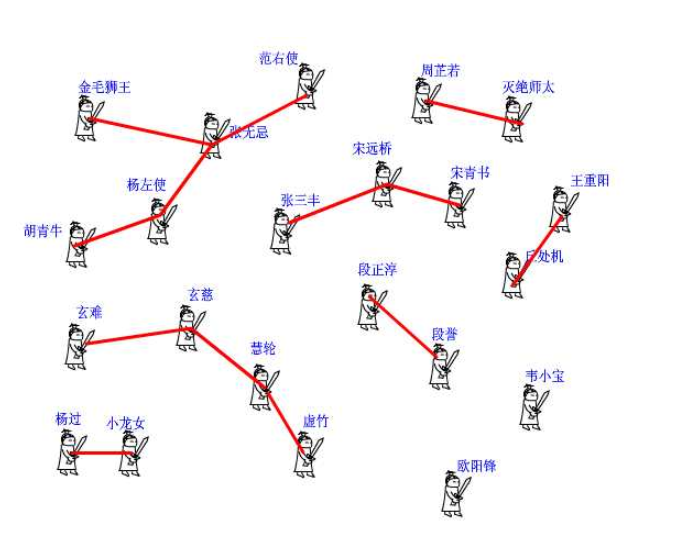 范右使
金毛狮王
周芷若
灭绝师太
张无忌
宋远桥
宋青书
杨左使
王重阳
张三丰
胡青牛
丘处机
段正淳
玄慈
玄难
段誉
慧轮
韦小宝
杨过
小龙女
虚竹
欧阳锋